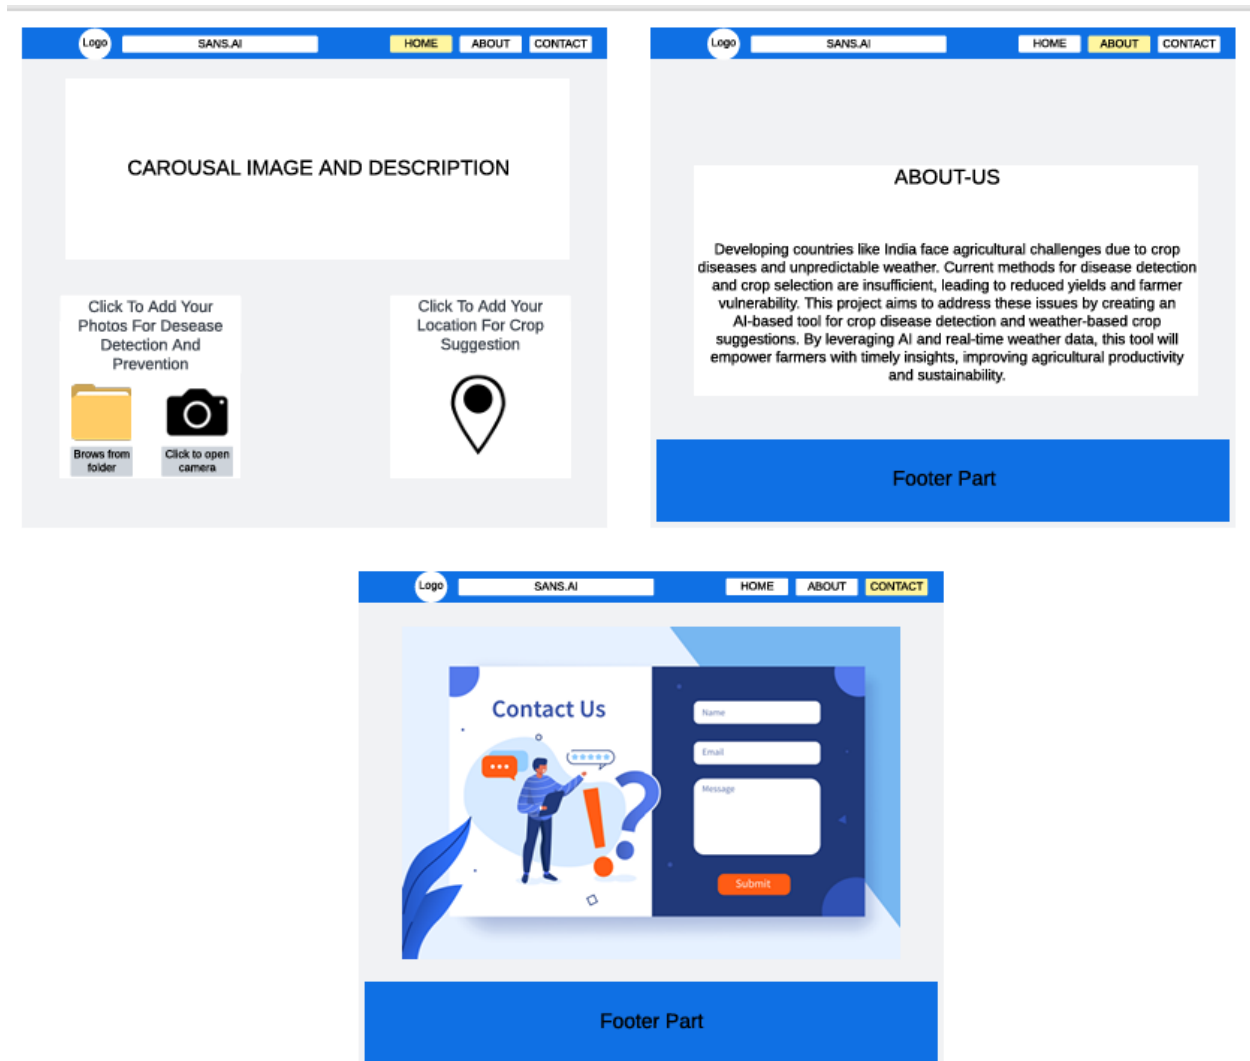 Logo
SANS.AI
HOME
ABOUT
CONTACT
CAROUSAL IMAGE AND DESCRIPTION
Click To Add Your
Photos For Desease
Detection And
Prevention
Brows from
folder
Click to open
camera
Click To Add Your
Location For Crop
Suggestion
Logo
SANS.AI
HOME
ABOUT
CONTACT
ABOUT-US
Developing countries like India face agricultural challenges due to crop
diseases and unpredictable weather. Current methods for disease detection
and crop selection are insufficient, leading to reduced yields and farmer
vulnerability. This project aims to address these issues by creating an
AI-based tool for crop disease detection and weather-based crop
suggestions. By leveraging AI and real-time weather data, this tool will
empower farmers with timely insights, improving agricultural productivity
and sustainability.
Footer Part
Logo
SANS.AI
HOME
ABOUT
CONTACT
Contact Us
Name
Email
Message
Submit
Footer Part